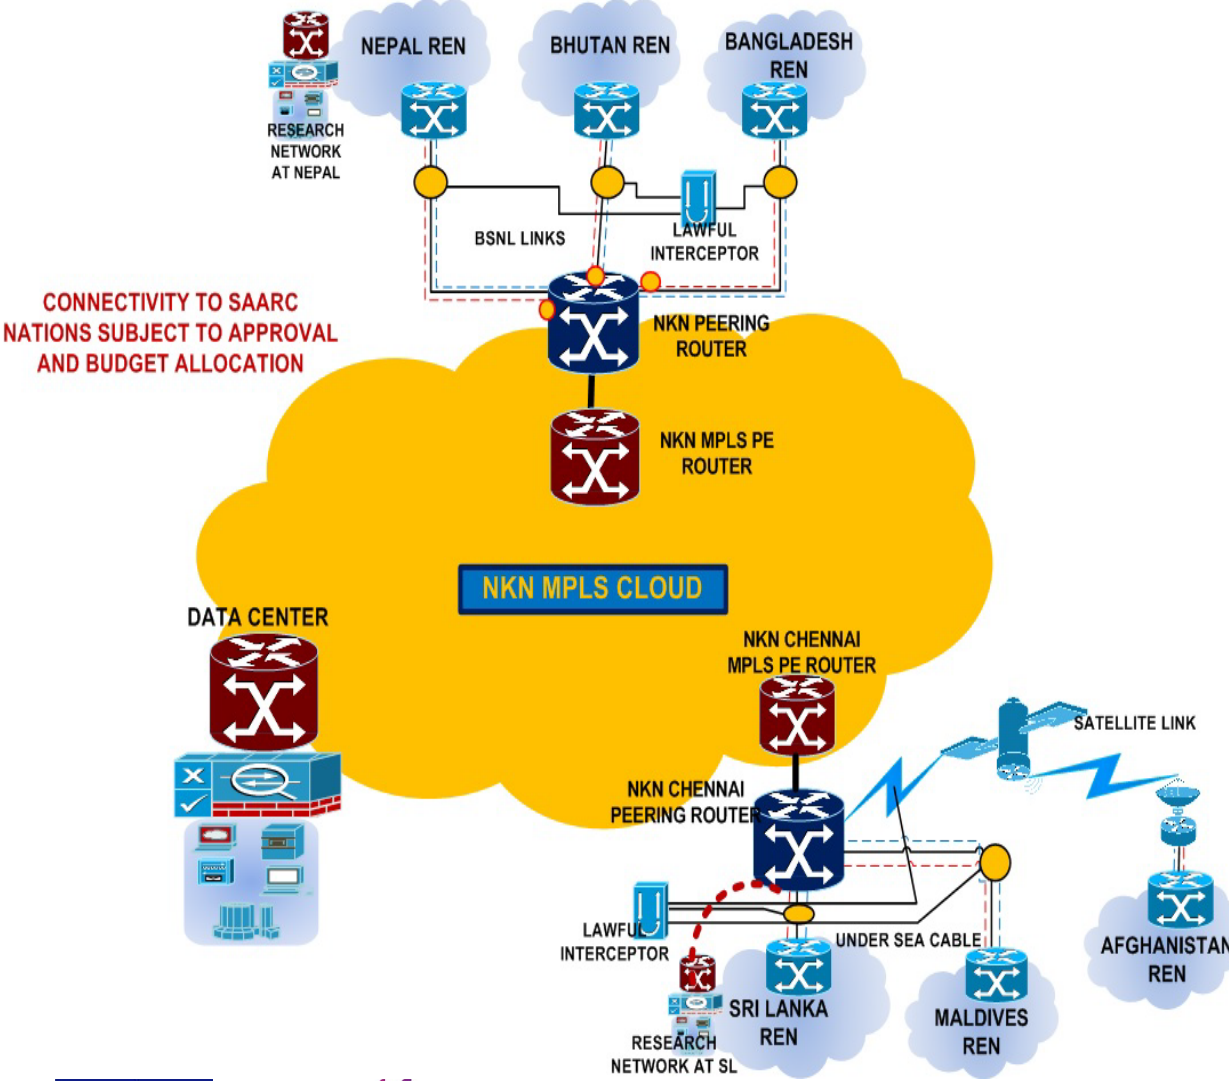 NEPAL REN
BHUTAN REN
BANGLADESH
REN
RESEARCH
NETWORK
AT NEPAL
BSNL LINKS
LAWFUL
INTERCEPTOR
CONNECTIVITY TO SAARC
NATIONS SUBJECT TO APPROVAL
AND BUDGET ALLOCATION
NKN PEERING
ROUTER
NKN MPLS PE
ROUTER
NKN MPLS CLOUD
DATA CENTER
NKN CHENNAI
MPLS PE ROUTER
SATELLITE LINK
NKN CHENNAI
PEERING ROUTER
LAWFUL
INTERCEPTOR
UNDER SEA CABLE
AFGHANISTAN
REN
SRI LANKA
REN
MALDIVES
REN
RESEARCH
NETWORK AT SL